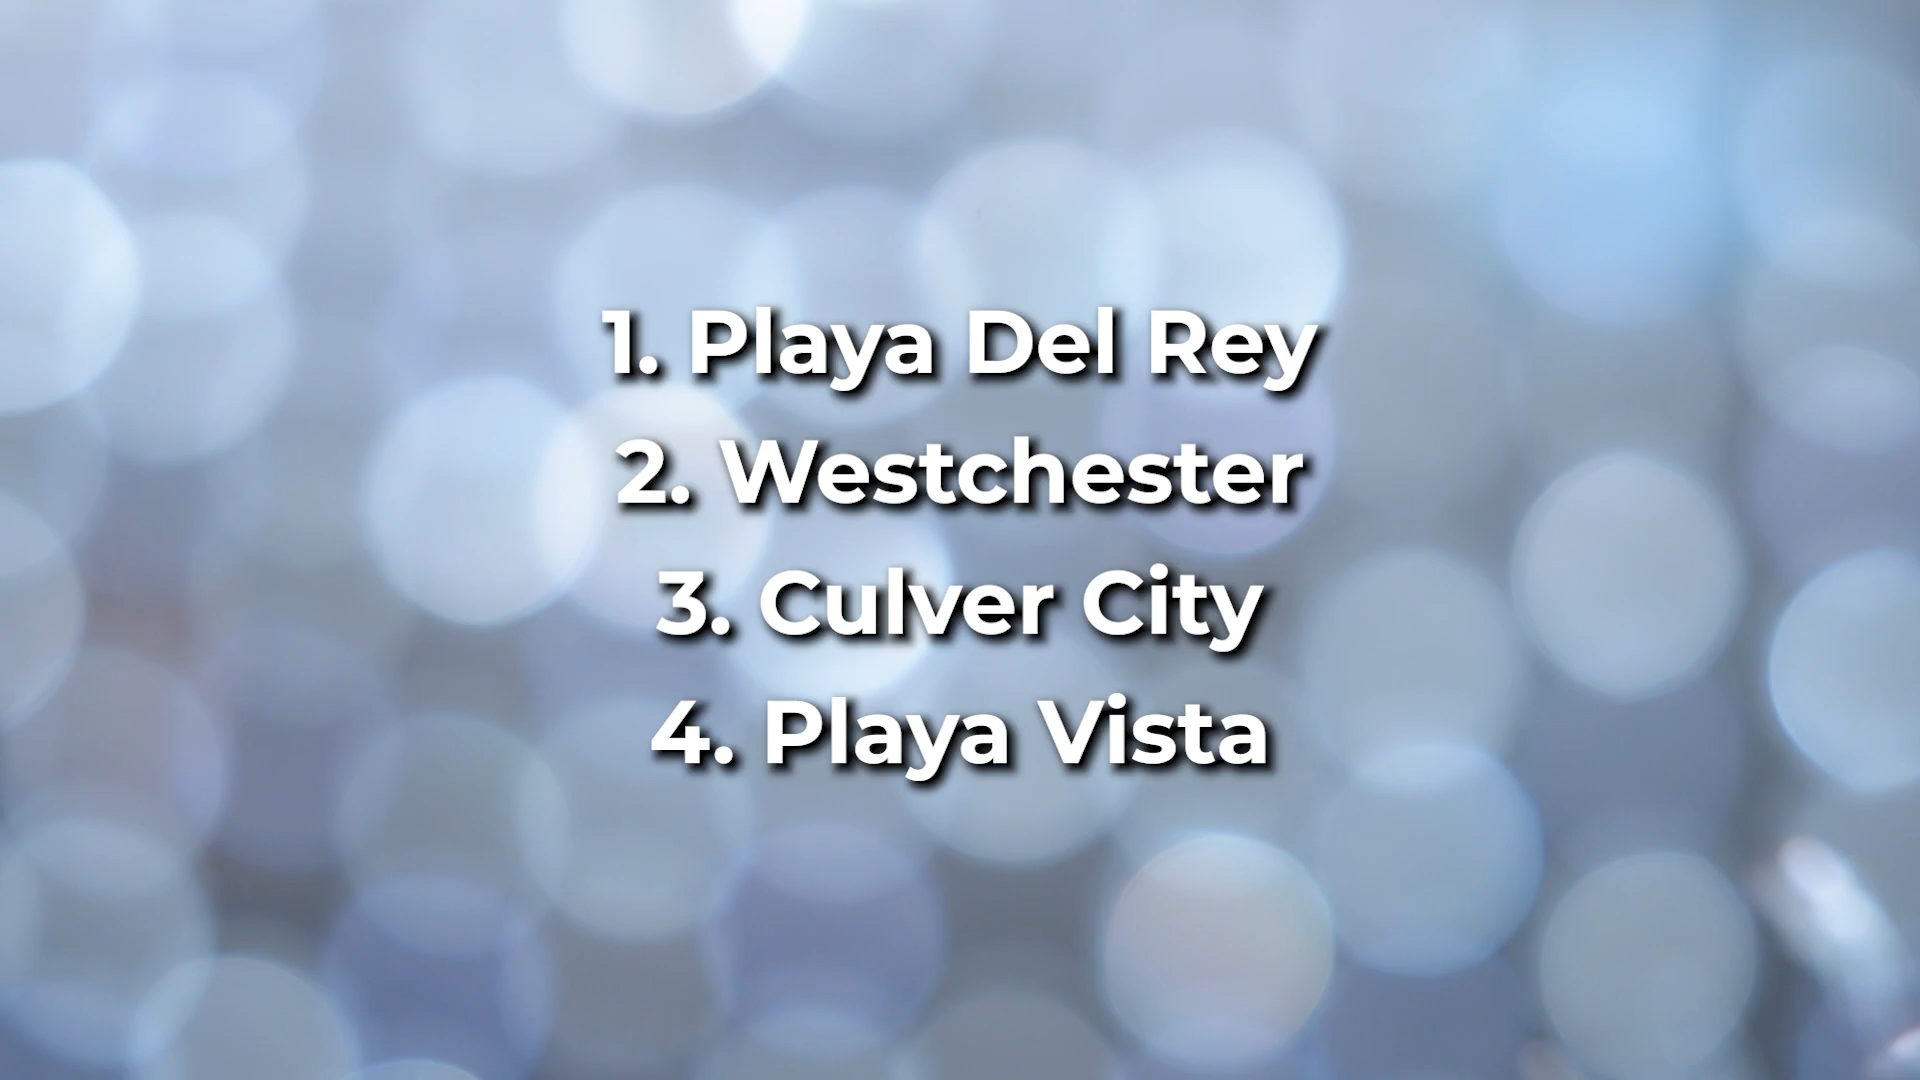 1. Playa Del Rey
2. Westchester
3. Culver City
4. Playa Vista